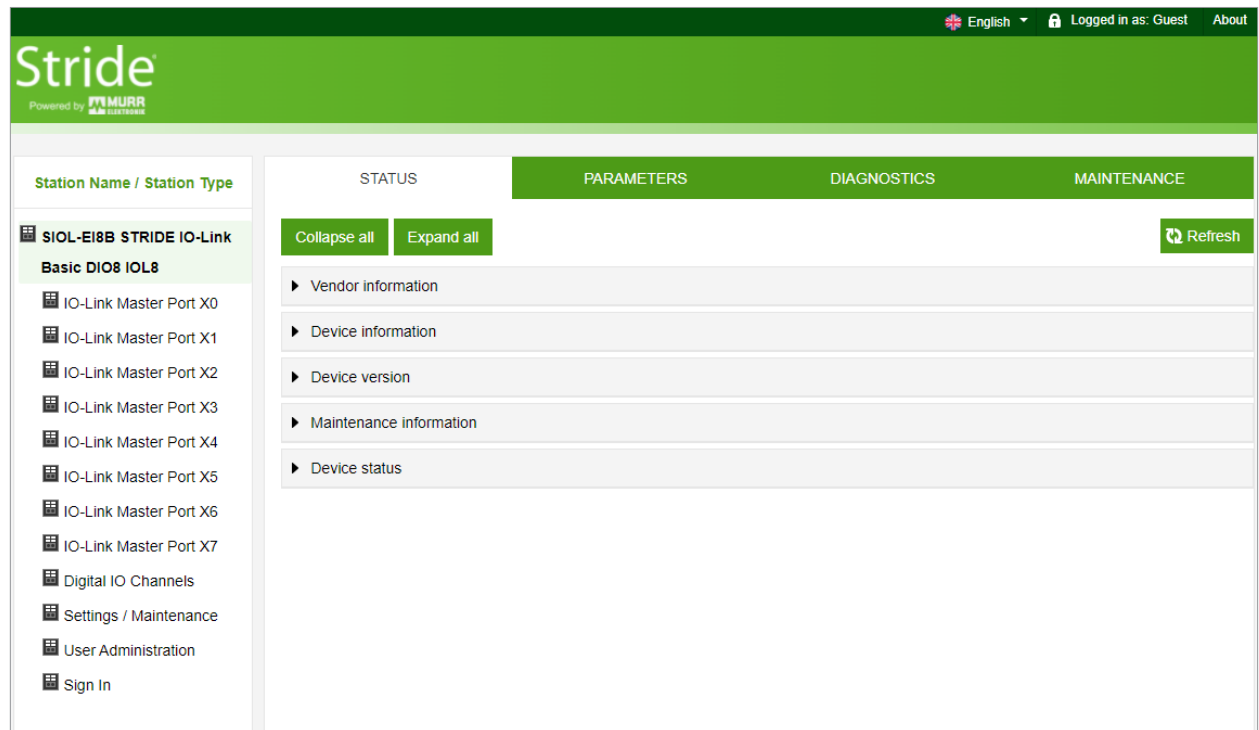 English
Logged in as: Guest
About
Stride
Powered by MURR ELEKTRONIK
Station Name / Station Type
SIOL-EI8B STRIDE IO-Link
Basic DIO8 IOL8
IO-Link Master Port X0
IO-Link Master Port X1
IO-Link Master Port X2
IO-Link Master Port X3
IO-Link Master Port X4
IO-Link Master Port X5
IO-Link Master Port X6
IO-Link Master Port X7
Digital IO Channels
Settings / Maintenance
User Administration
Sign In
STATUS
PARAMETERS
DIAGNOSTICS
MAINTENANCE
Collapse all
Expand all
Refresh
Vendor information
Device information
Device version
Maintenance information
Device status